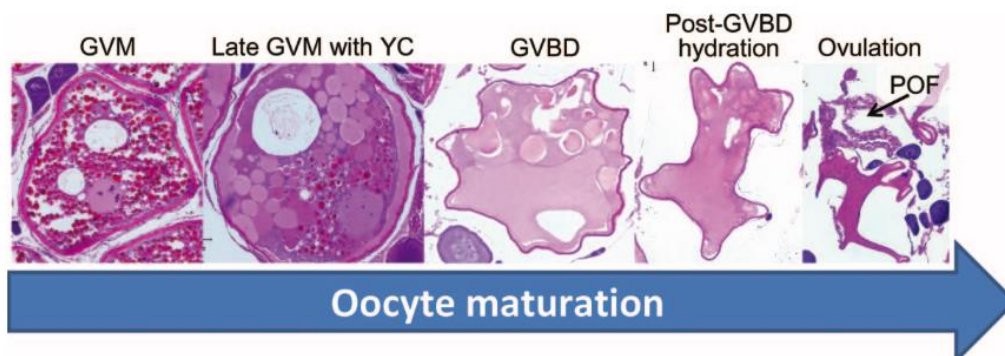 GVM
Late GVM with YC
GVBD
Post-GVBD
hydration
Ovulation
POF
Oocyte maturation